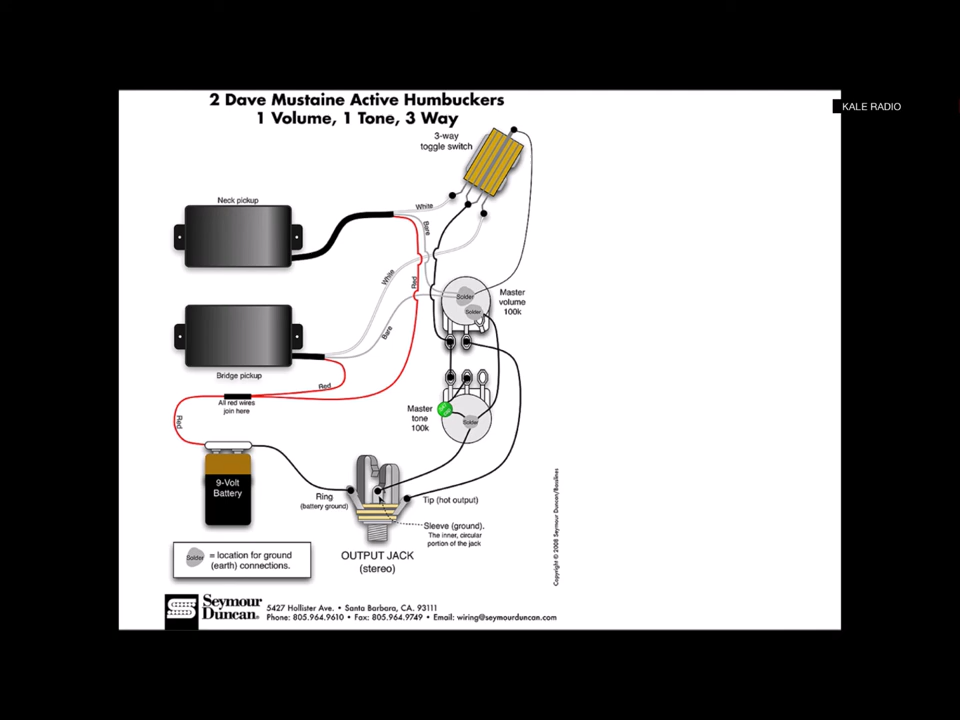 2 Dave Mustaine Active Humbuckers
1 Volume, 1 Tone, 3 Way
KALE RADIO
3-way
toggle switch
Neck pickup
White
Bare
White
Red
Solder
Solder
Master
volume
100k
Bare
Bridge pickup
Red
All red wires
join here
Red
Master
tone
100k
Solder
9-Volt
Battery
Ring
(battery ground)
Tip (hot output)
Sleeve (ground).
The inner, circular
portion of the jack
OUTPUT JACK
(stereo)
Solder
= location for ground
(earth) connections.
Copyright © 2008 Seymour Duncan/Basslines
Seymour
Duncan®
5427 Hollister Ave. • Santa Barbara, CA. 93111
Phone: 805.964.9610 • Fax: 805.964.9749 • Email: wiring@seymourduncan.com